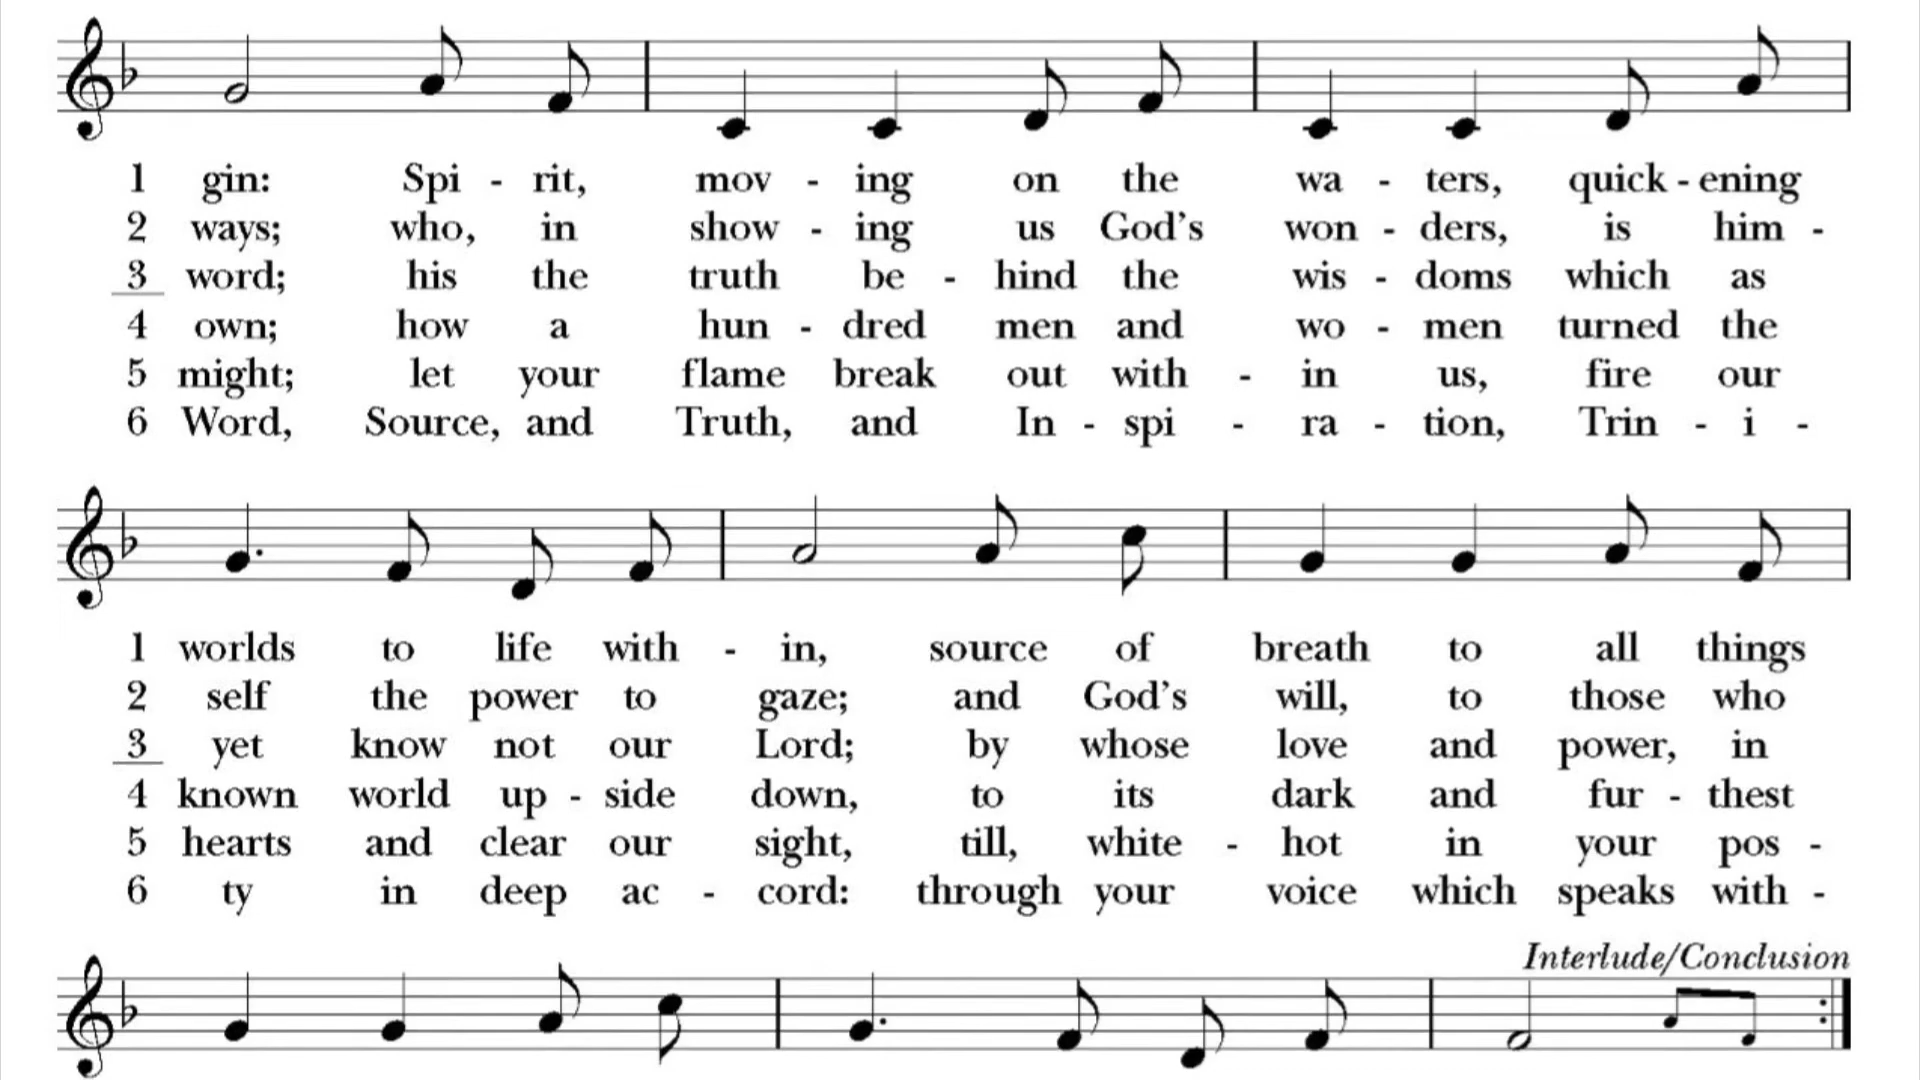 1 gin: Spi - rit, mov - ing on the wa - ters, quick - ening
2 ways; who, in show - ing us God's won - ders, is him -
3 word; his the truth be - hind the wis - doms which as
4 own; how a hun - dred men and wo - men turned the
5 might; let your flame break out with - in us, fire our
6 Word, Source, and Truth, and In - spi - ra - tion, Trin - i -
1 worlds to life with - in, source of breath to all things
2 self the power to gaze; and God's will, to those who
3 yet know not our Lord; by whose love and power, in
4 known world up - side down, to its dark and fur - thest
5 hearts and clear our sight, till, white - hot in your pos -
6 ty in deep ac - cord: through your voice which speaks with -
Interlude/Conclusion